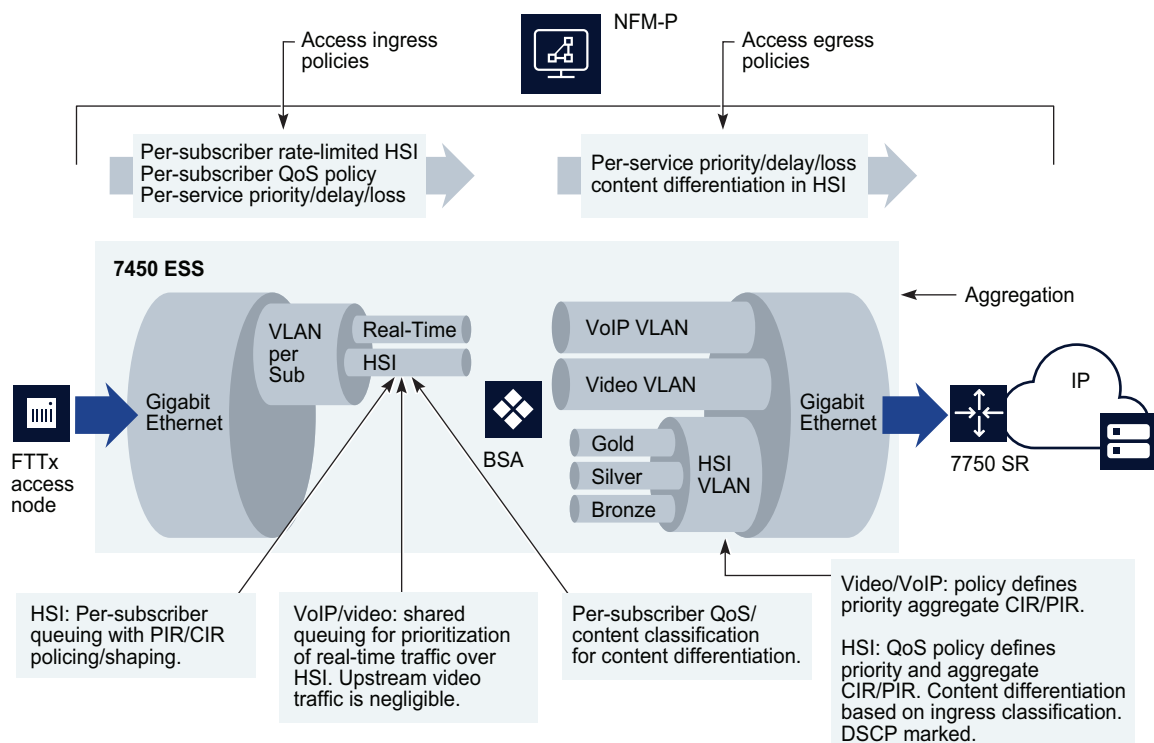 NFM-P
Access ingress
policies
Access egress
policies
Per-subscriber rate-limited HSI
Per-subscriber QoS policy
Per-service priority/delay/loss
Per-service priority/delay/loss
content differentiation in HSI
7450 ESS
Aggregation
VLAN
per
Sub
Real-Time
HSI
VoIP VLAN
Video VLAN
Gigabit
Ethernet
Gigabit
Ethernet
IP
Gold
Silver
Bronze
HSI
VLAN
FTTx
access
node
BSA
7750 SR
HSI: Per-subscriber
queuing with PIR/CIR
policing/shaping.
VoIP/video: shared
queuing for prioritization
of real-time traffic over
HSI. Upstream video
traffic is negligible.
Per-subscriber QoS/
content classification
for content differentiation.
Video/VoIP: policy defines
priority aggregate CIR/PIR.
HSI: QoS policy defines
priority and aggregate
CIR/PIR. Content differentiation
based on ingress classification.
DSCP marked.